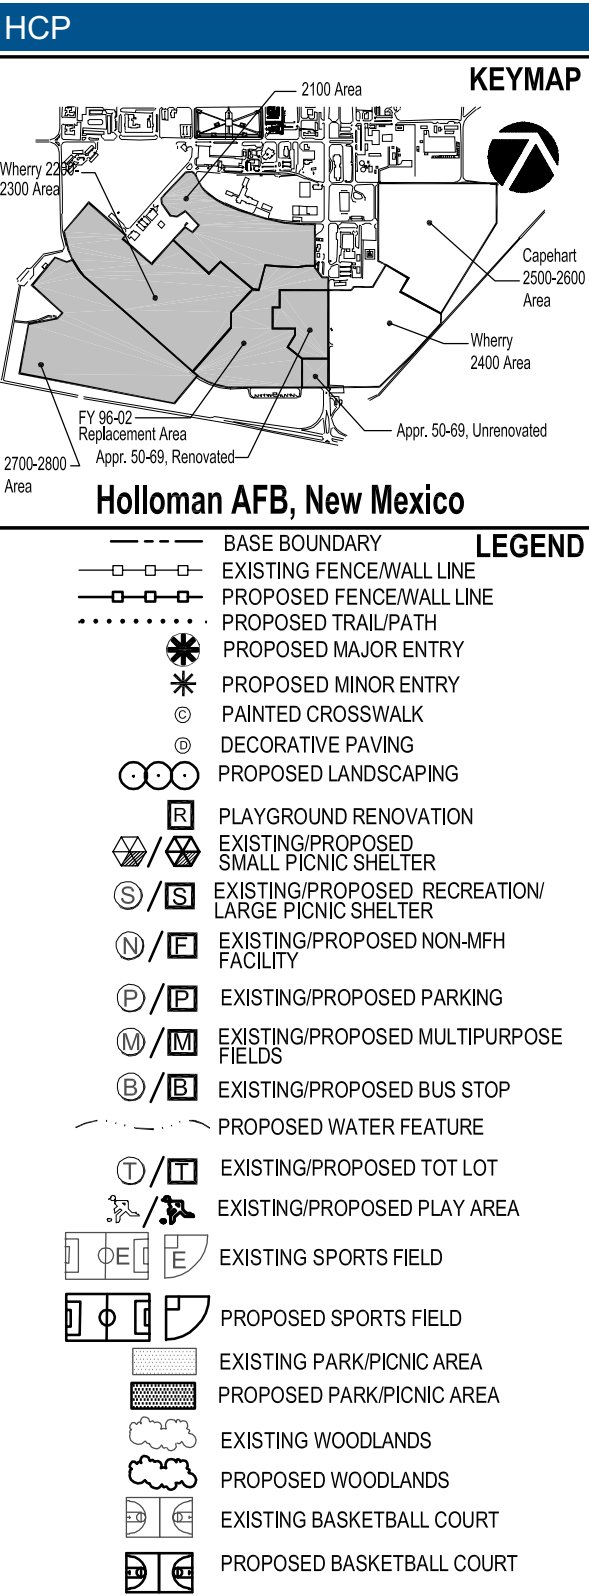 HCP
KEYMAP
2100 Area
Wherry 2200-
2300 Area
Capehart
2500-2600
Area
Wherry
2400 Area
FY 96-02
Replacement Area
Appr. 50-69, Unrenovated
Appr. 50-69, Renovated
2700-2800
Area
Holloman AFB, New Mexico
LEGEND
BASE BOUNDARY
EXISTING FENCE/WALL LINE
PROPOSED FENCE/WALL LINE
PROPOSED TRAIL/PATH
PROPOSED MAJOR ENTRY
PROPOSED MINOR ENTRY
C PAINTED CROSSWALK
D DECORATIVE PAVING
PROPOSED LANDSCAPING
R PLAYGROUND RENOVATION
EXISTING/PROPOSED
SMALL PICNIC SHELTER
S/S EXISTING/PROPOSED RECREATION/
LARGE PICNIC SHELTER
N/F EXISTING/PROPOSED NON-MFH
FACILITY
P/P EXISTING/PROPOSED PARKING
M/M EXISTING/PROPOSED MULTIPURPOSE
FIELDS
B/B EXISTING/PROPOSED BUS STOP
PROPOSED WATER FEATURE
T/T EXISTING/PROPOSED TOT LOT
/ EXISTING/PROPOSED PLAY AREA
E E EXISTING SPORTS FIELD
PROPOSED SPORTS FIELD
EXISTING PARK/PICNIC AREA
PROPOSED PARK/PICNIC AREA
EXISTING WOODLANDS
PROPOSED WOODLANDS
EXISTING BASKETBALL COURT
PROPOSED BASKETBALL COURT